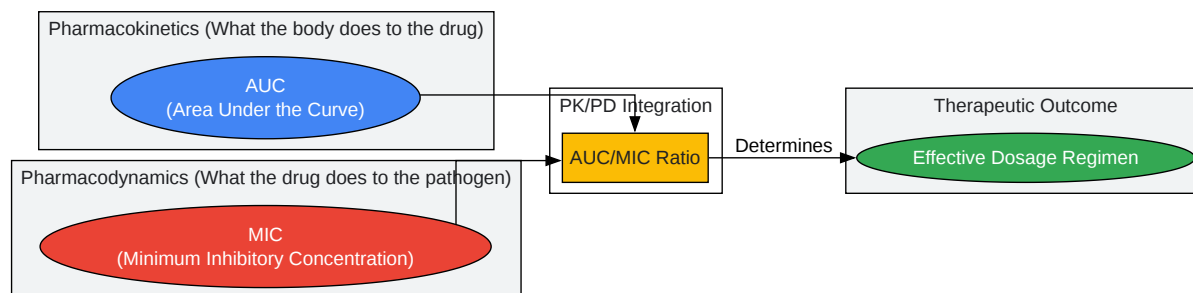 Pharmacokinetics (What the body does to the drug)
AUC
(Area Under the Curve)
Pharmacodynamics (What the drug does to the pathogen)
MIC
(Minimum Inhibitory Concentration)
PK/PD Integration
AUC/MIC Ratio
Determines
Therapeutic Outcome
Effective Dosage Regimen